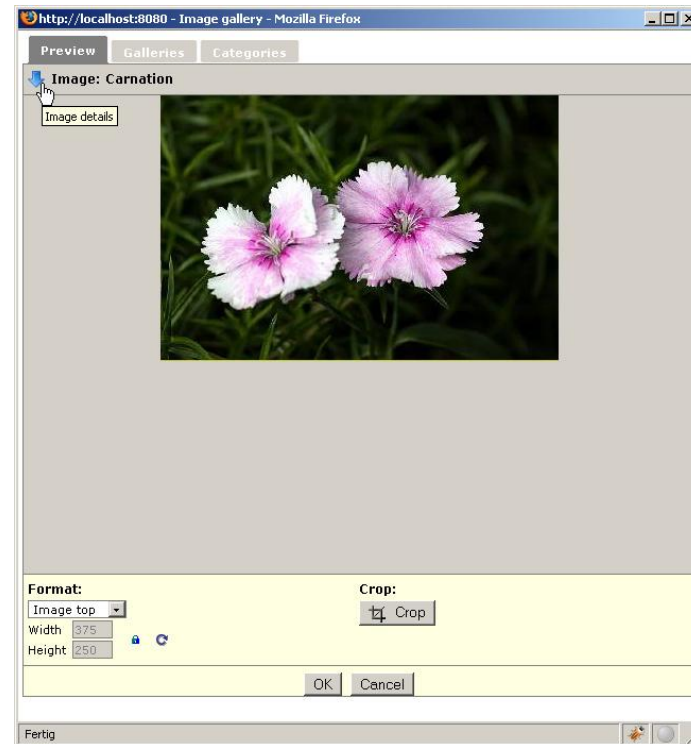 http://localhost:8080 - Image gallery - Mozilla Firefox
Preview Galleries Categories
Image: Carnation
Image details
Format: Crop:
Image top Crop
Width 375
Height 250
OK Cancel
Fertig